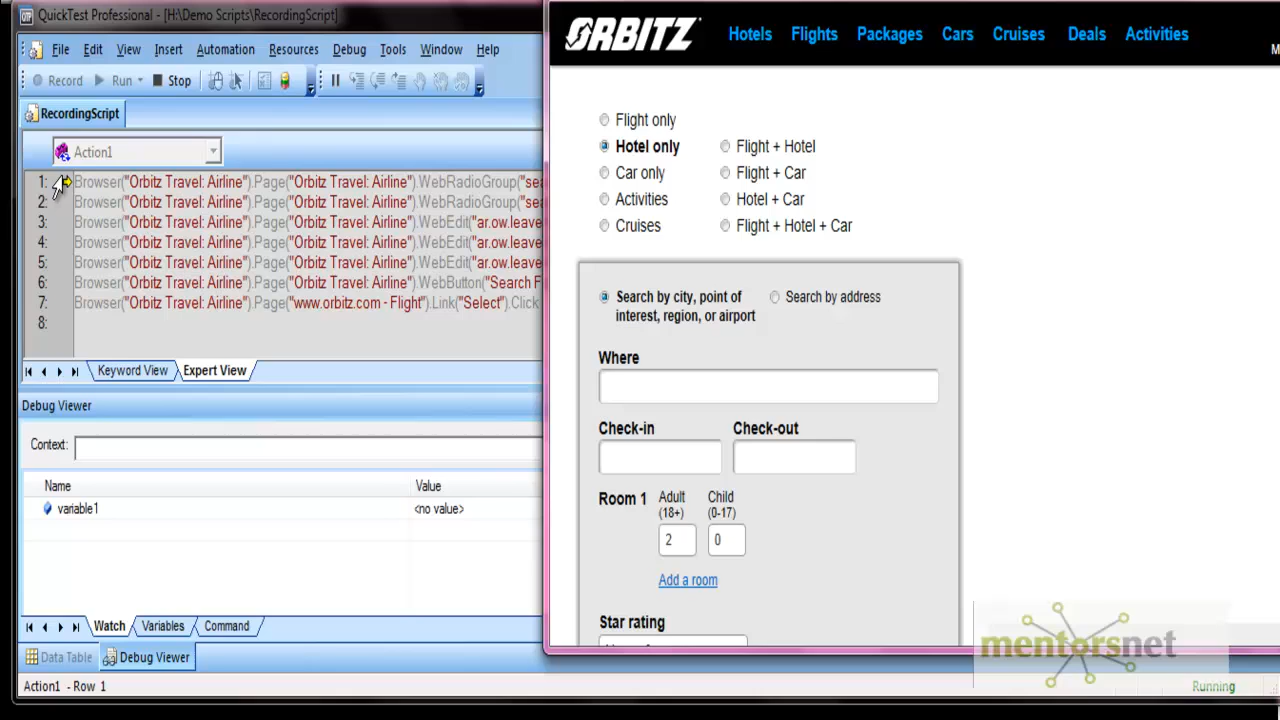 QuickTest Professional - [H:\Demo Scripts\RecordingScript]
File Edit View Insert Automation Resources Debug Tools Window Help
Record Run Stop
RecordingScript
Action1
1: Browser("Orbitz Travel: Airline").Page("Orbitz Travel: Airline").WebRadioGroup("sea
2: Browser("Orbitz Travel: Airline").Page("Orbitz Travel: Airline").WebRadioGroup("sea
3: Browser("Orbitz Travel: Airline").Page("Orbitz Travel: Airline").WebEdit("ar.ow.leave
4: Browser("Orbitz Travel: Airline").Page("Orbitz Travel: Airline").WebEdit("ar.ow.leave
5: Browser("Orbitz Travel: Airline").Page("Orbitz Travel: Airline").WebEdit("ar.ow.leave
6: Browser("Orbitz Travel: Airline").Page("Orbitz Travel: Airline").WebButton("Search F
7: Browser("Orbitz Travel: Airline").Page("www.orbitz.com - Flight").Link("Select").Click
8:
Keyword View Expert View
Debug Viewer
Context:
Name Value
variable1 <no value>
Watch Variables Command
Data Table Debug Viewer
Action1 - Row 1
ORBITZ Hotels Flights Packages Cars Cruises Deals Activities
M
Flight only
Hotel only Flight + Hotel
Car only Flight + Car
Activities Hotel + Car
Cruises Flight + Hotel + Car
Search by city, point of Search by address
interest, region, or airport
Where
Check-in Check-out
Room 1 Adult Child
(18+) (0-17)
2 0
Add a room
Star rating
mentorsnet
Running